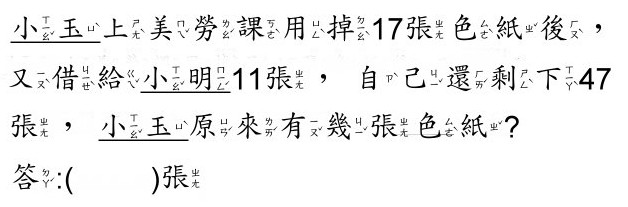 小玉上美勞課用掉17張色紙後，
又借給小明11張， 自己還剩下47
張， 小玉原來有幾張色紙?
答:(     )張